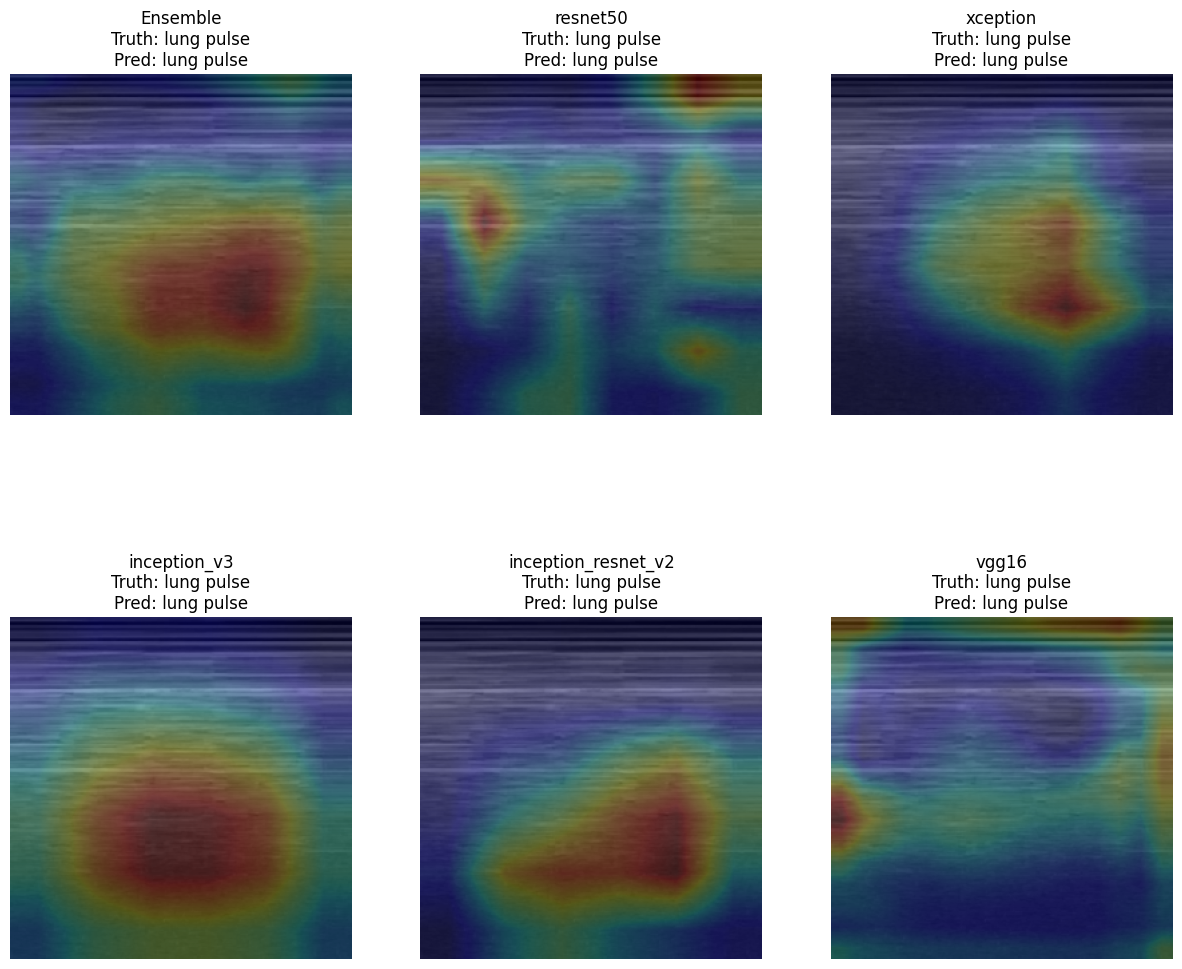 Ensemble
Truth: lung pulse
Pred: lung pulse
resnet50
Truth: lung pulse
Pred: lung pulse
xception
Truth: lung pulse
Pred: lung pulse
inception_v3
Truth: lung pulse
Pred: lung pulse
inception_resnet_v2
Truth: lung pulse
Pred: lung pulse
vgg16
Truth: lung pulse
Pred: lung pulse